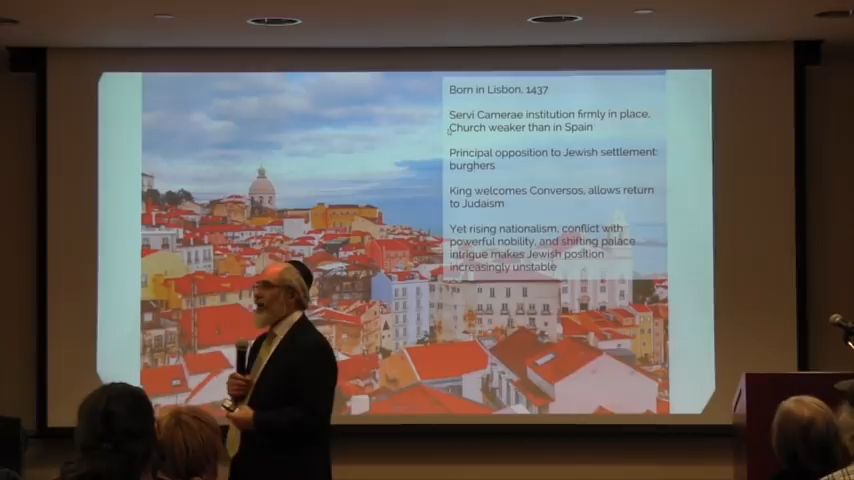 Born in Lisbon, 1437
Servi Camerae institution firmly in place,
Church weaker than in Spain
Principal opposition to Jewish settlement:
burghers
King welcomes Conversos, allows return
to Judaism
Yet rising nationalism, conflict with
powerful nobility, and shifting palace
intrigue makes Jewish position
increasingly unstable